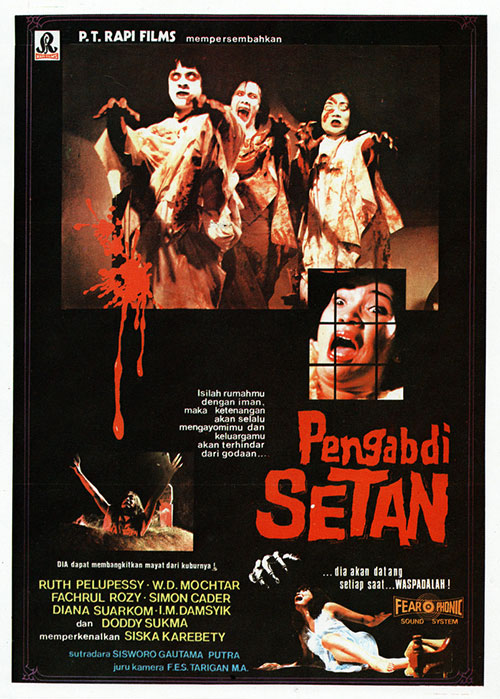 P.T. RAPI FILMS mempersembahkan
RAPI FILMS
Isilah rumahmu
dengan iman,
maka ketenangan
akan selalu
mengayomimu dan
keluargamu
akan terhindar
dari godaan...
Pengabdi
SETAN
DIA dapat membangkitkan mayat dari kuburnya !
RUTH PELUPESSY · W.D. MOCHTAR
FACHRUL ROZY · SIMON CADER
DIANA SUARKOM · I.M. DAMSYIK
dan DODDY SUKMA
memperkenalkan SISKA KAREBETY
sutradara SISWORO GAUTAMA PUTRA
juru kamera F.E.S. TARIGAN M.A.
...dia akan datang
setiap saat...WASPADALAH !
FEAR O PHONIC
SOUND SYSTEM